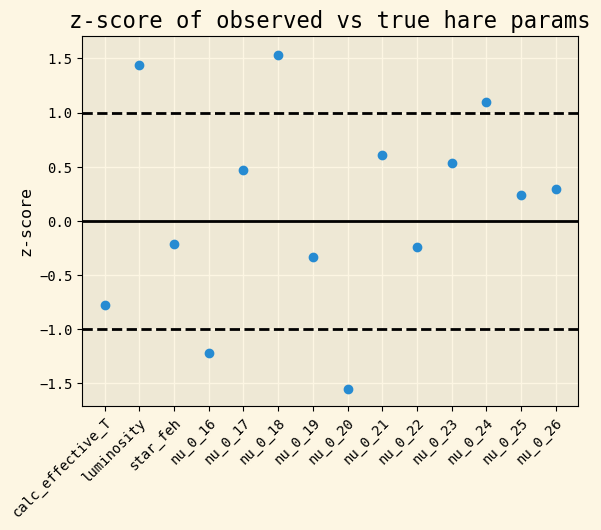 z-score of observed vs true hare params
z-score
1.5
1.0
0.5
0.0
−0.5
−1.0
−1.5
calc_effective_T
luminosity
star_feh
nu_0_16
nu_0_17
nu_0_18
nu_0_19
nu_0_20
nu_0_21
nu_0_22
nu_0_23
nu_0_24
nu_0_25
nu_0_26